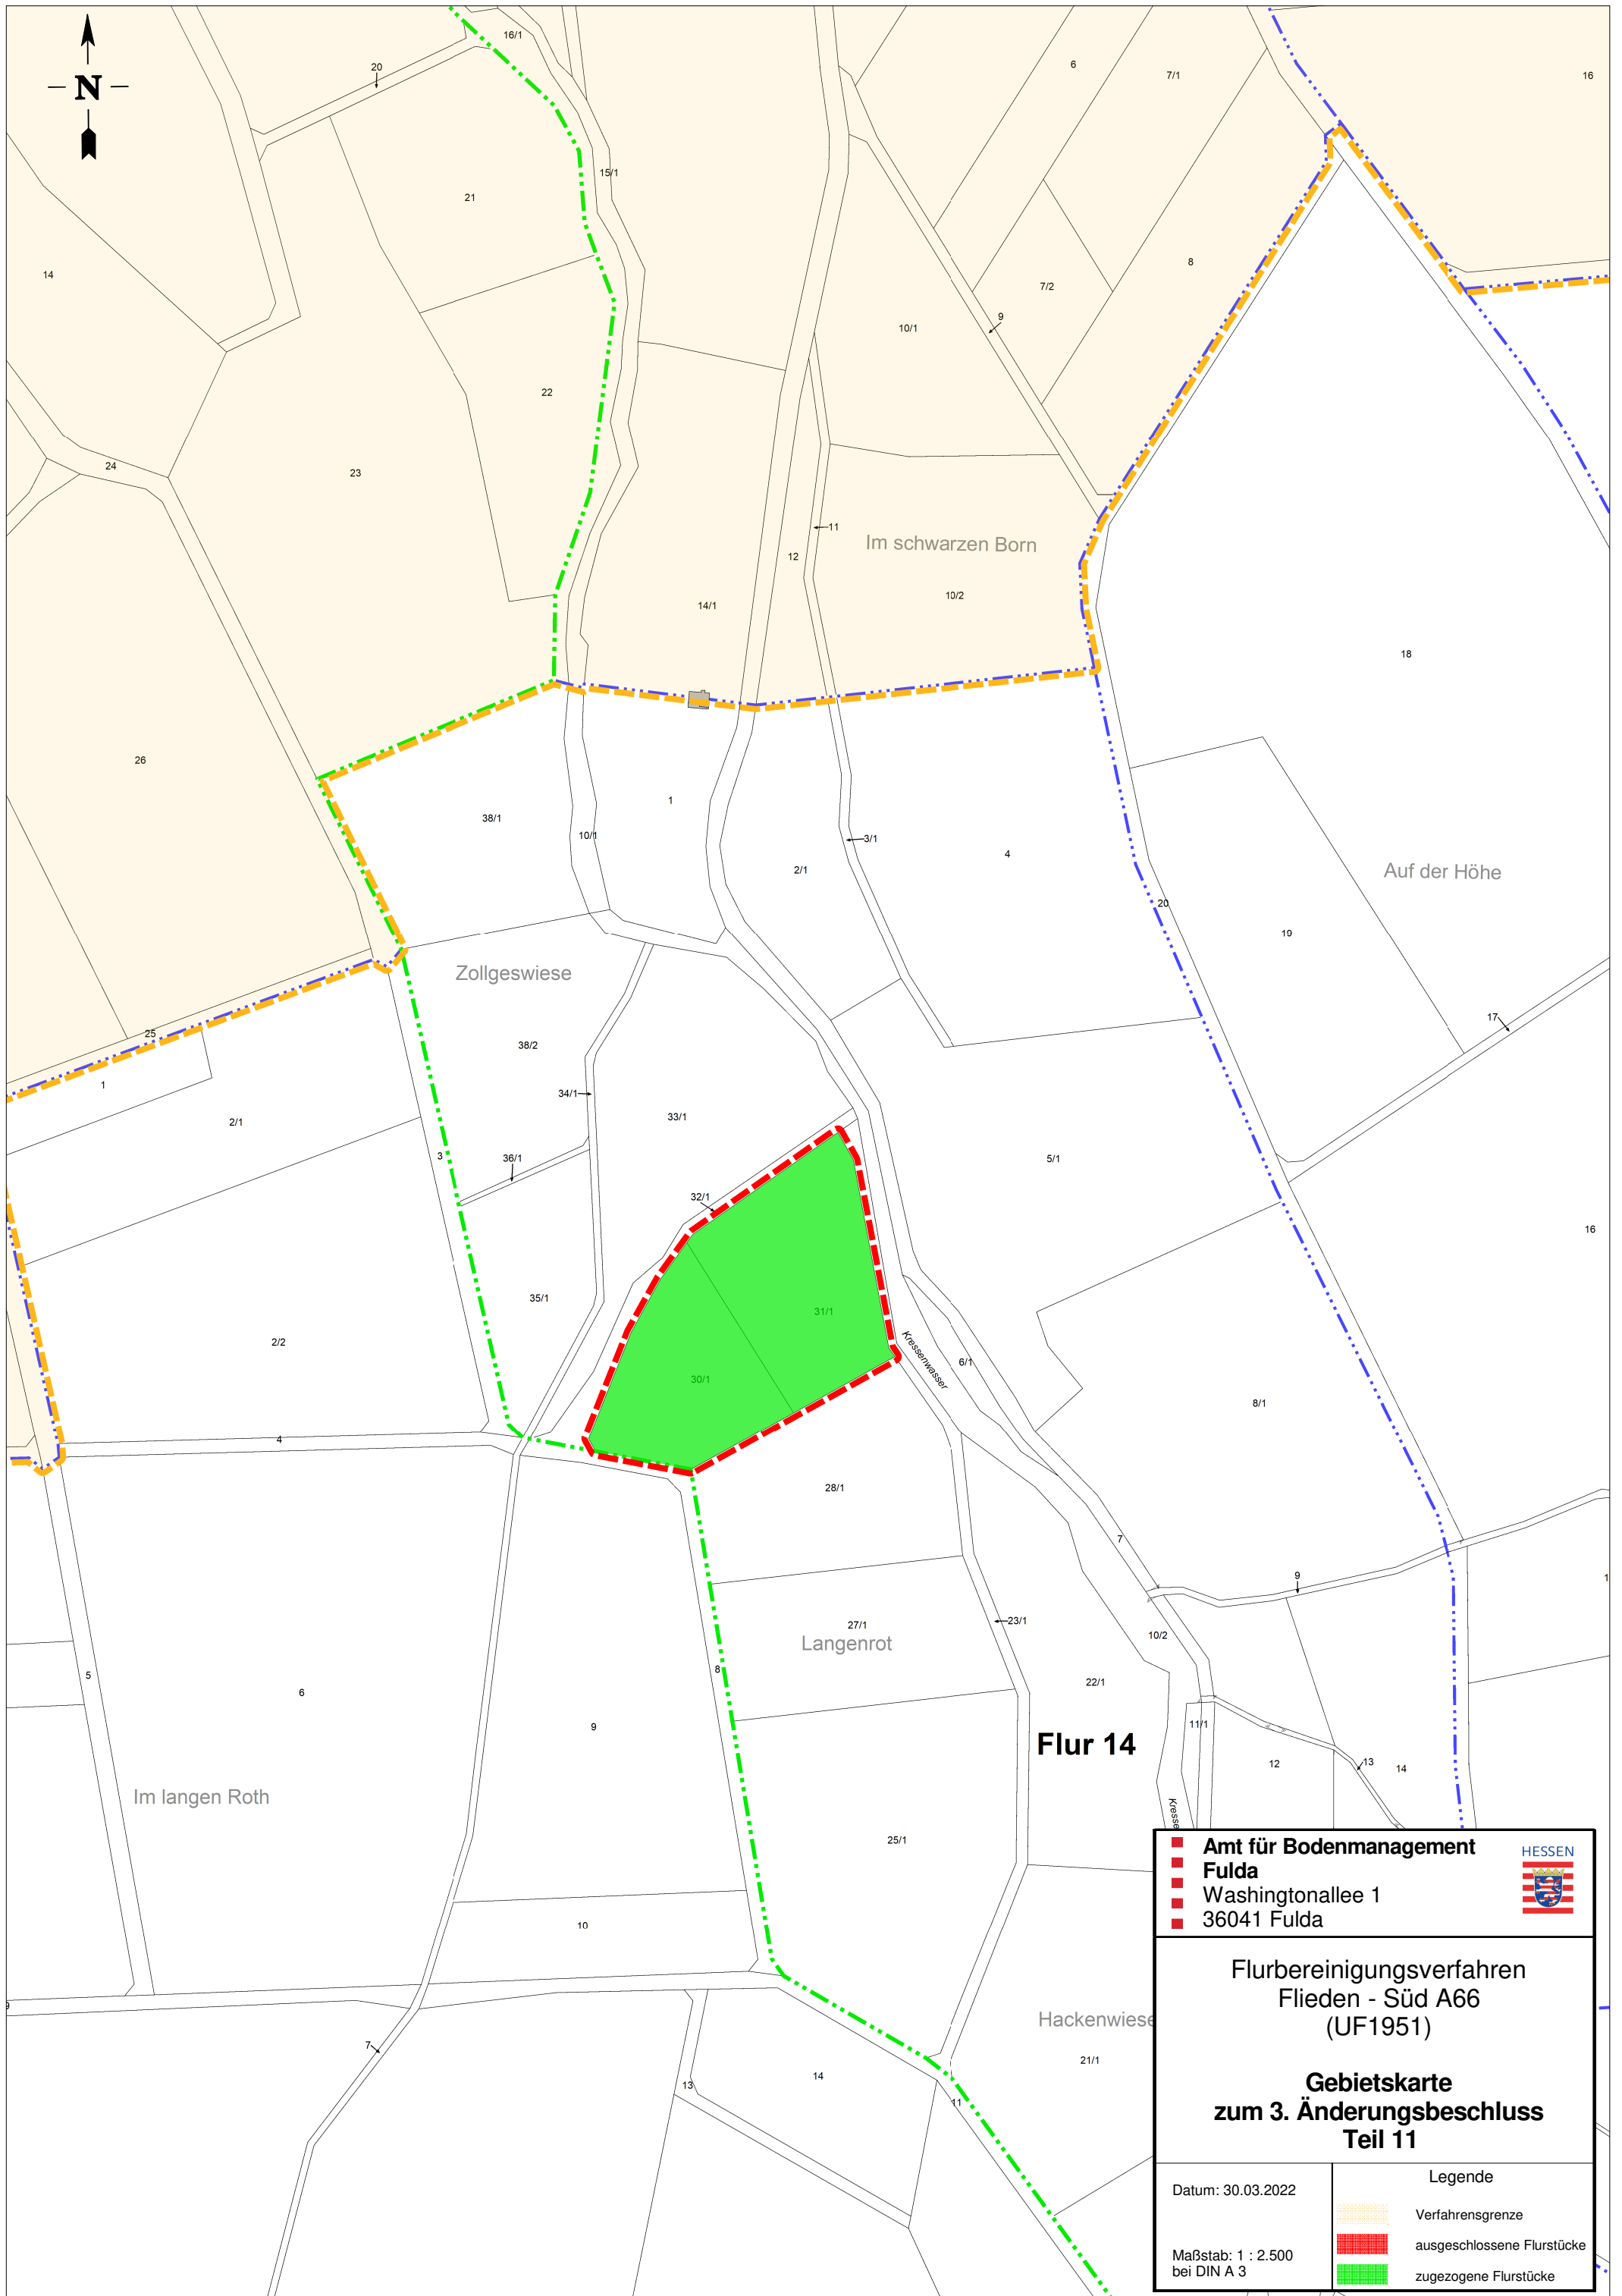 N
16/1
20
6
7/1
16
15/1
21
14
8
7/2
9
10/1
22
24
23
11
Im schwarzen Born
12
10/2
14/1
18
26
1
38/1
10/1
3/1
4
2/1
Auf der Höhe
20
19
Zollgeswiese
17
25
38/2
1
34/1
33/1
2/1
3
36/1
5/1
32/1
16
35/1
31/1
2/2
Kressenwasser
6/1
30/1
8/1
4
28/1
7
9
1
23/1
27/1
10/2
Langenrot
8
5
22/1
6
9
11/1
Flur 14
12
13
14
Im langen Roth
Kresse
25/1
10
9
Hackenwiese
7
21/1
14
13
11
Amt für Bodenmanagement
Fulda
Washingtonallee 1
36041 Fulda
HESSEN
Flurbereinigungsverfahren
Flieden - Süd A66
(UF1951)
Gebietskarte
zum 3. Änderungsbeschluss
Teil 11
Datum: 30.03.2022
Maßstab: 1 : 2.500
bei DIN A 3
Legende
Verfahrensgrenze
ausgeschlossene Flurstücke
zugezogene Flurstücke